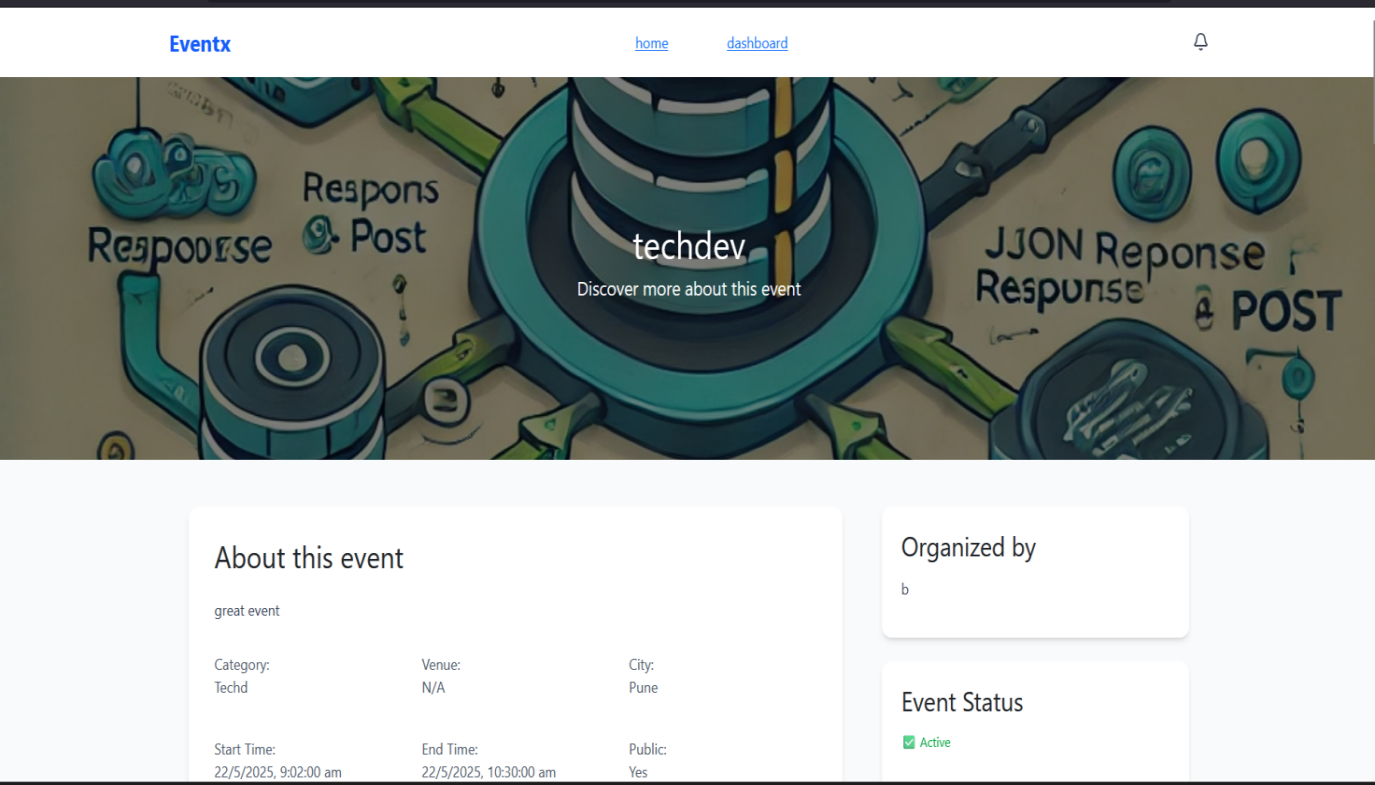 Eventx
home
dashboard
Respons
Post
JJON Reponse
Response
POST
techdev
Discover more about this event
About this event
great event
Category:
Venue:
City:
Techd
N/A
Pune
Start Time:
End Time:
Public:
22/5/2025, 9:02:00 am
22/5/2025, 10:30:00 am
Yes
Organized by
b
Event Status
Active